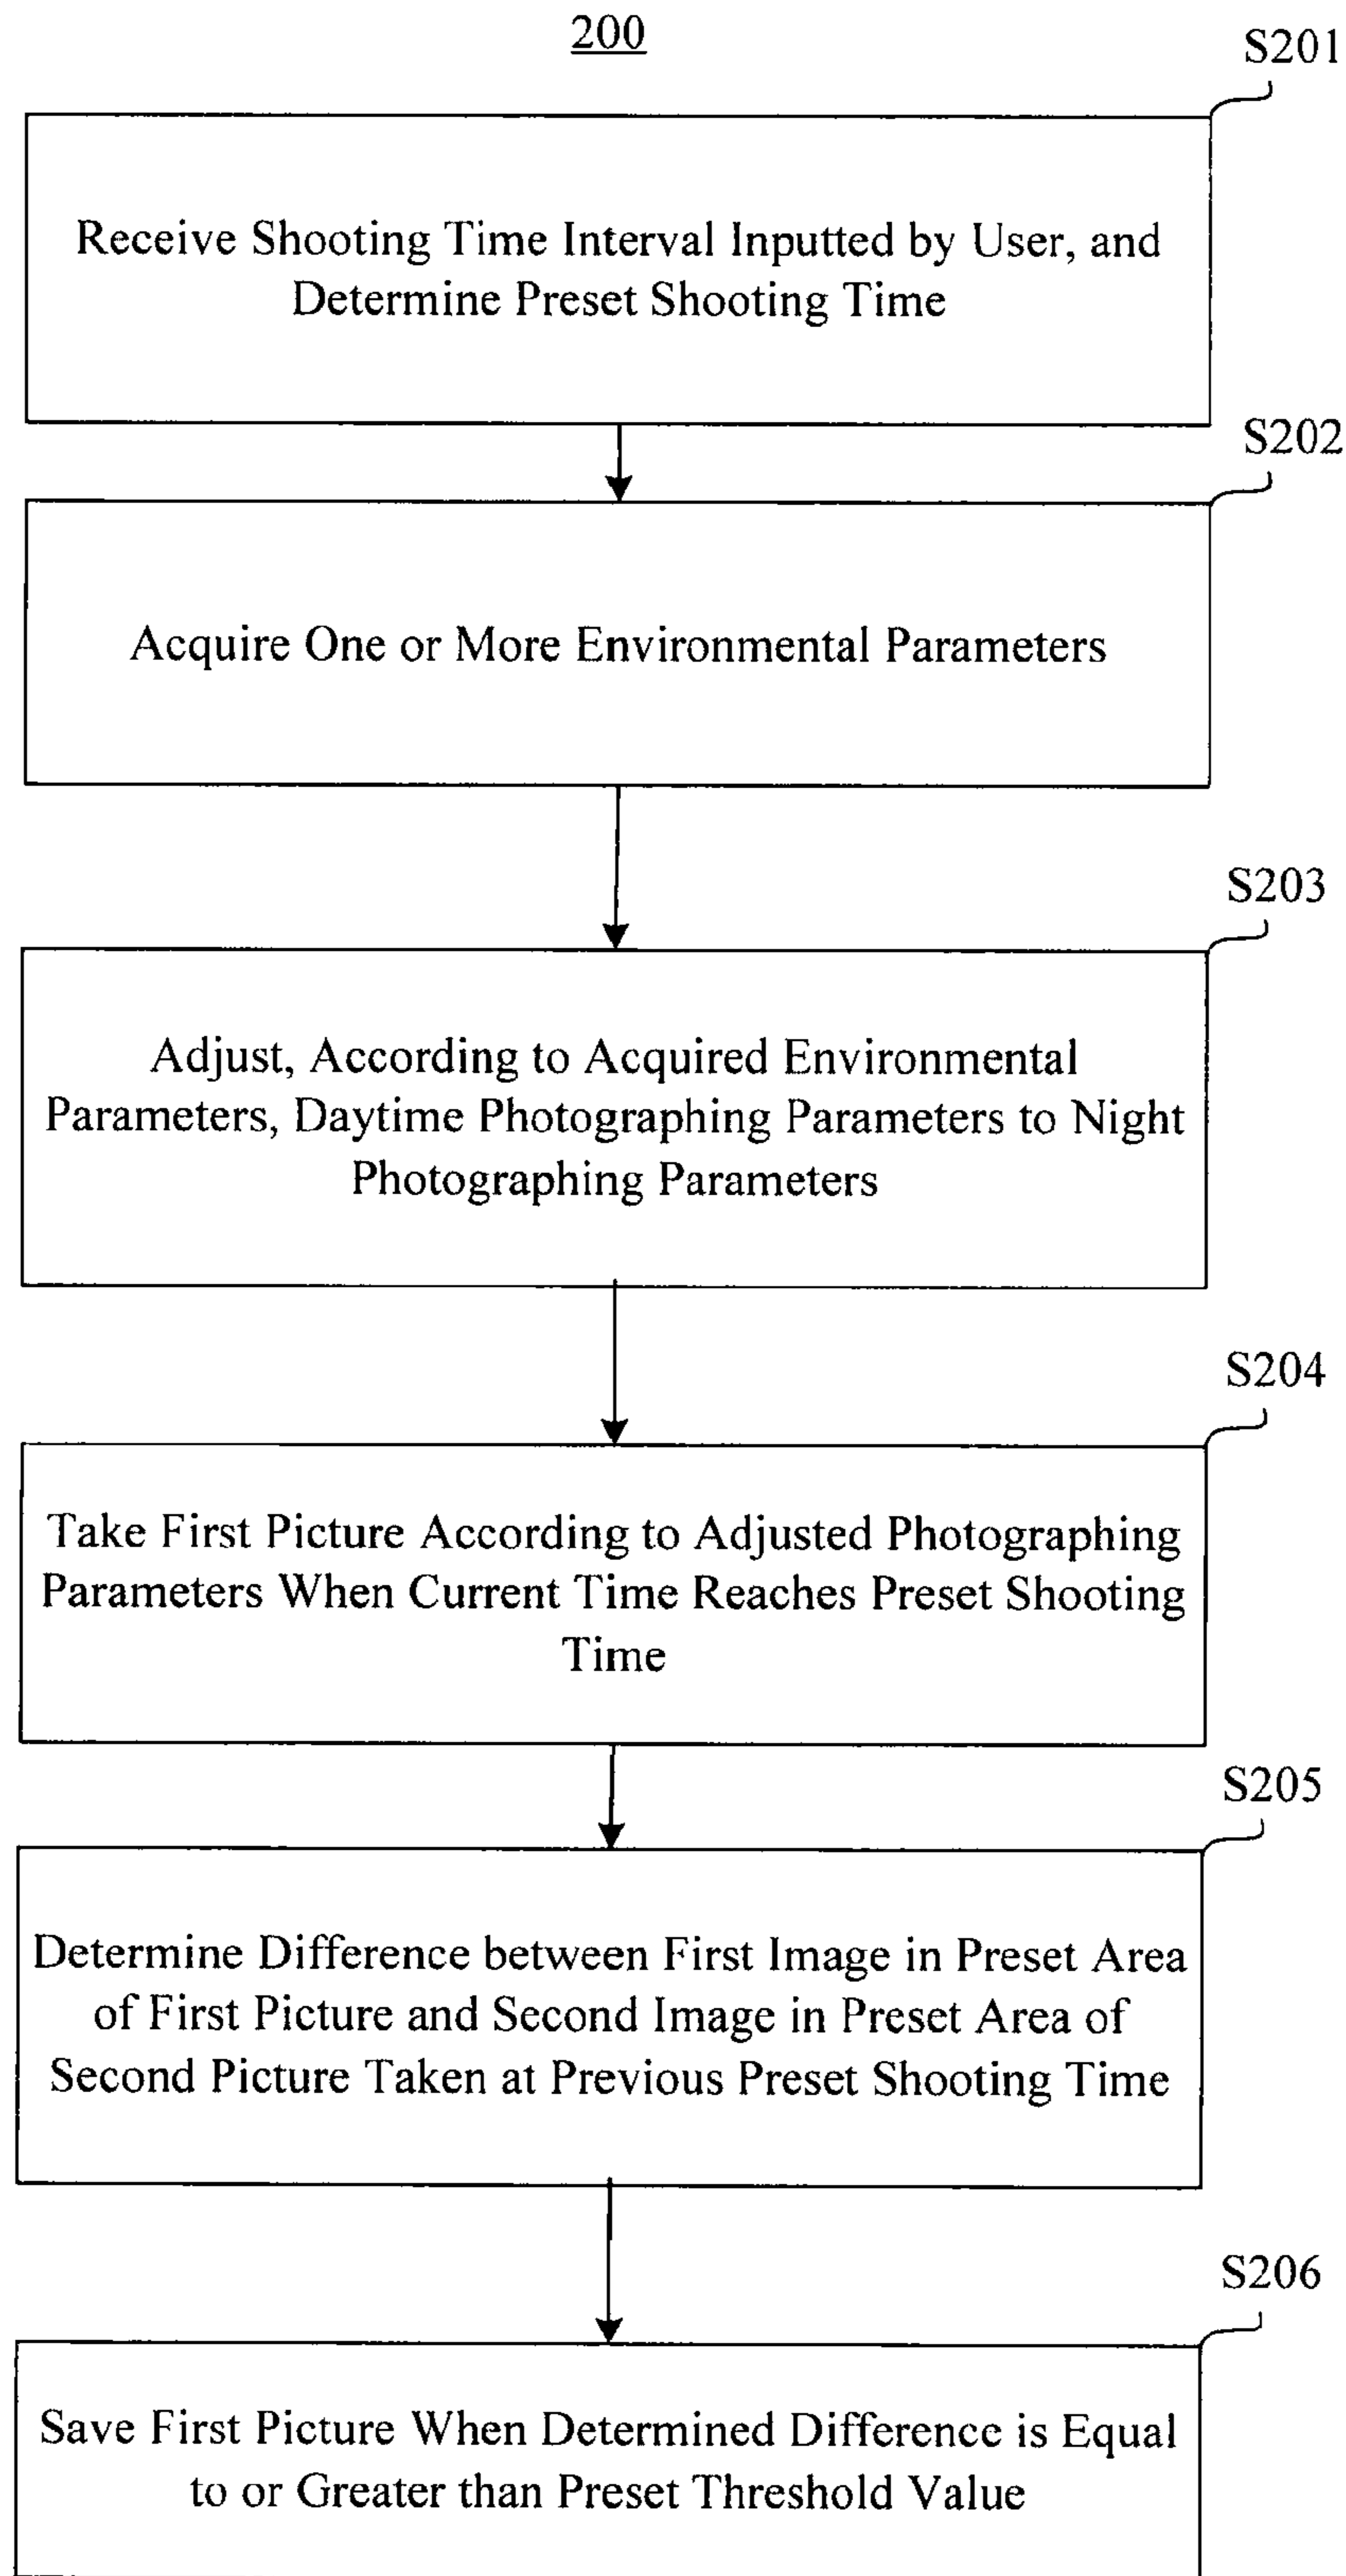 200
S201
Receive Shooting Time Interval Inputted by User, and
Determine Preset Shooting Time
S202
Acquire One or More Environmental Parameters
S203
Adjust, According to Acquired Environmental
Parameters, Daytime Photographing Parameters to Night
Photographing Parameters
S204
Take First Picture According to Adjusted Photographing
Parameters When Current Time Reaches Preset Shooting
Time
S205
Determine Difference between First Image in Preset Area
of First Picture and Second Image in Preset Area of
Second Picture Taken at Previous Preset Shooting Time
S206
Save First Picture When Determined Difference is Equal
to or Greater than Preset Threshold Value